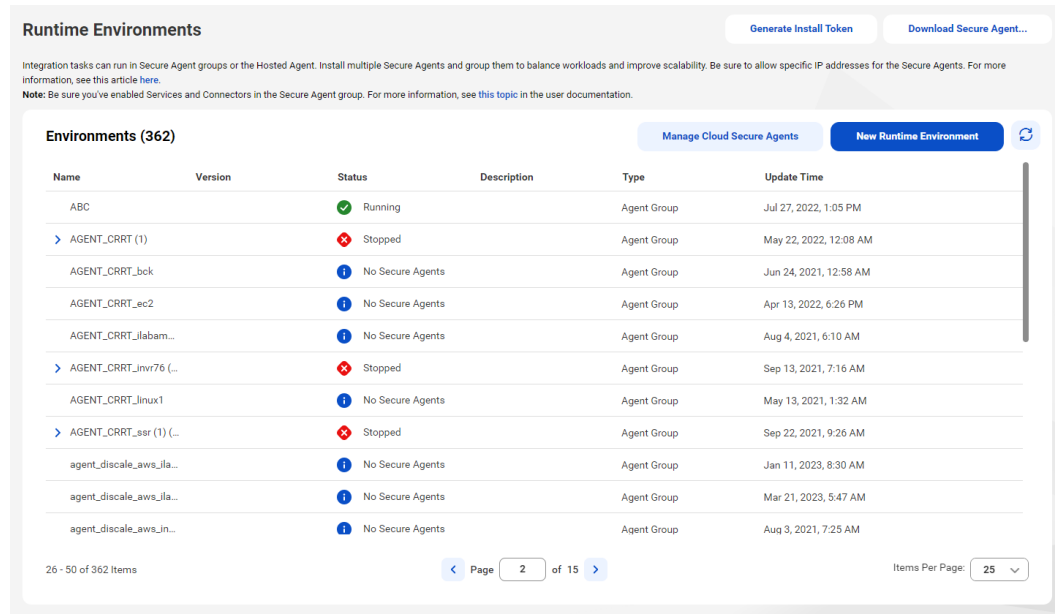 Runtime Environments
Generate Install Token
Download Secure Agent...
Integration tasks can run in Secure Agent groups or the Hosted Agent. Install multiple Secure Agents and group them to balance workloads and improve scalability. Be sure to allow specific IP addresses for the Secure Agents. For more
information, see this article here.
Note: Be sure you've enabled Services and Connectors in the Secure Agent group. For more information, see this topic in the user documentation.
Environments (362)
Manage Cloud Secure Agents
New Runtime Environment
Name Version Status Description Type Update Time
ABC Running Agent Group Jul 27, 2022, 1:05 PM
AGENT_CRRT (1) Stopped Agent Group May 22, 2022, 12:08 AM
AGENT_CRRT_bck No Secure Agents Agent Group Jun 24, 2021, 12:58 AM
AGENT_CRRT_ec2 No Secure Agents Agent Group Apr 13, 2022, 6:26 PM
AGENT_CRRT_ilabam... No Secure Agents Agent Group Aug 4, 2021, 6:10 AM
AGENT_CRRT_invr76 (... Stopped Agent Group Sep 13, 2021, 7:16 AM
AGENT_CRRT_linux1 No Secure Agents Agent Group May 13, 2021, 1:32 AM
AGENT_CRRT_ssr (1) (... Stopped Agent Group Sep 22, 2021, 9:26 AM
agent_discale_aws_ila... No Secure Agents Agent Group Jan 11, 2023, 8:30 AM
agent_discale_aws_ila... No Secure Agents Agent Group Mar 21, 2023, 5:47 AM
agent_discale_aws_in... No Secure Agents Agent Group Aug 3, 2021, 7:25 AM
26 - 50 of 362 Items
Page 2 of 15
Items Per Page: 25